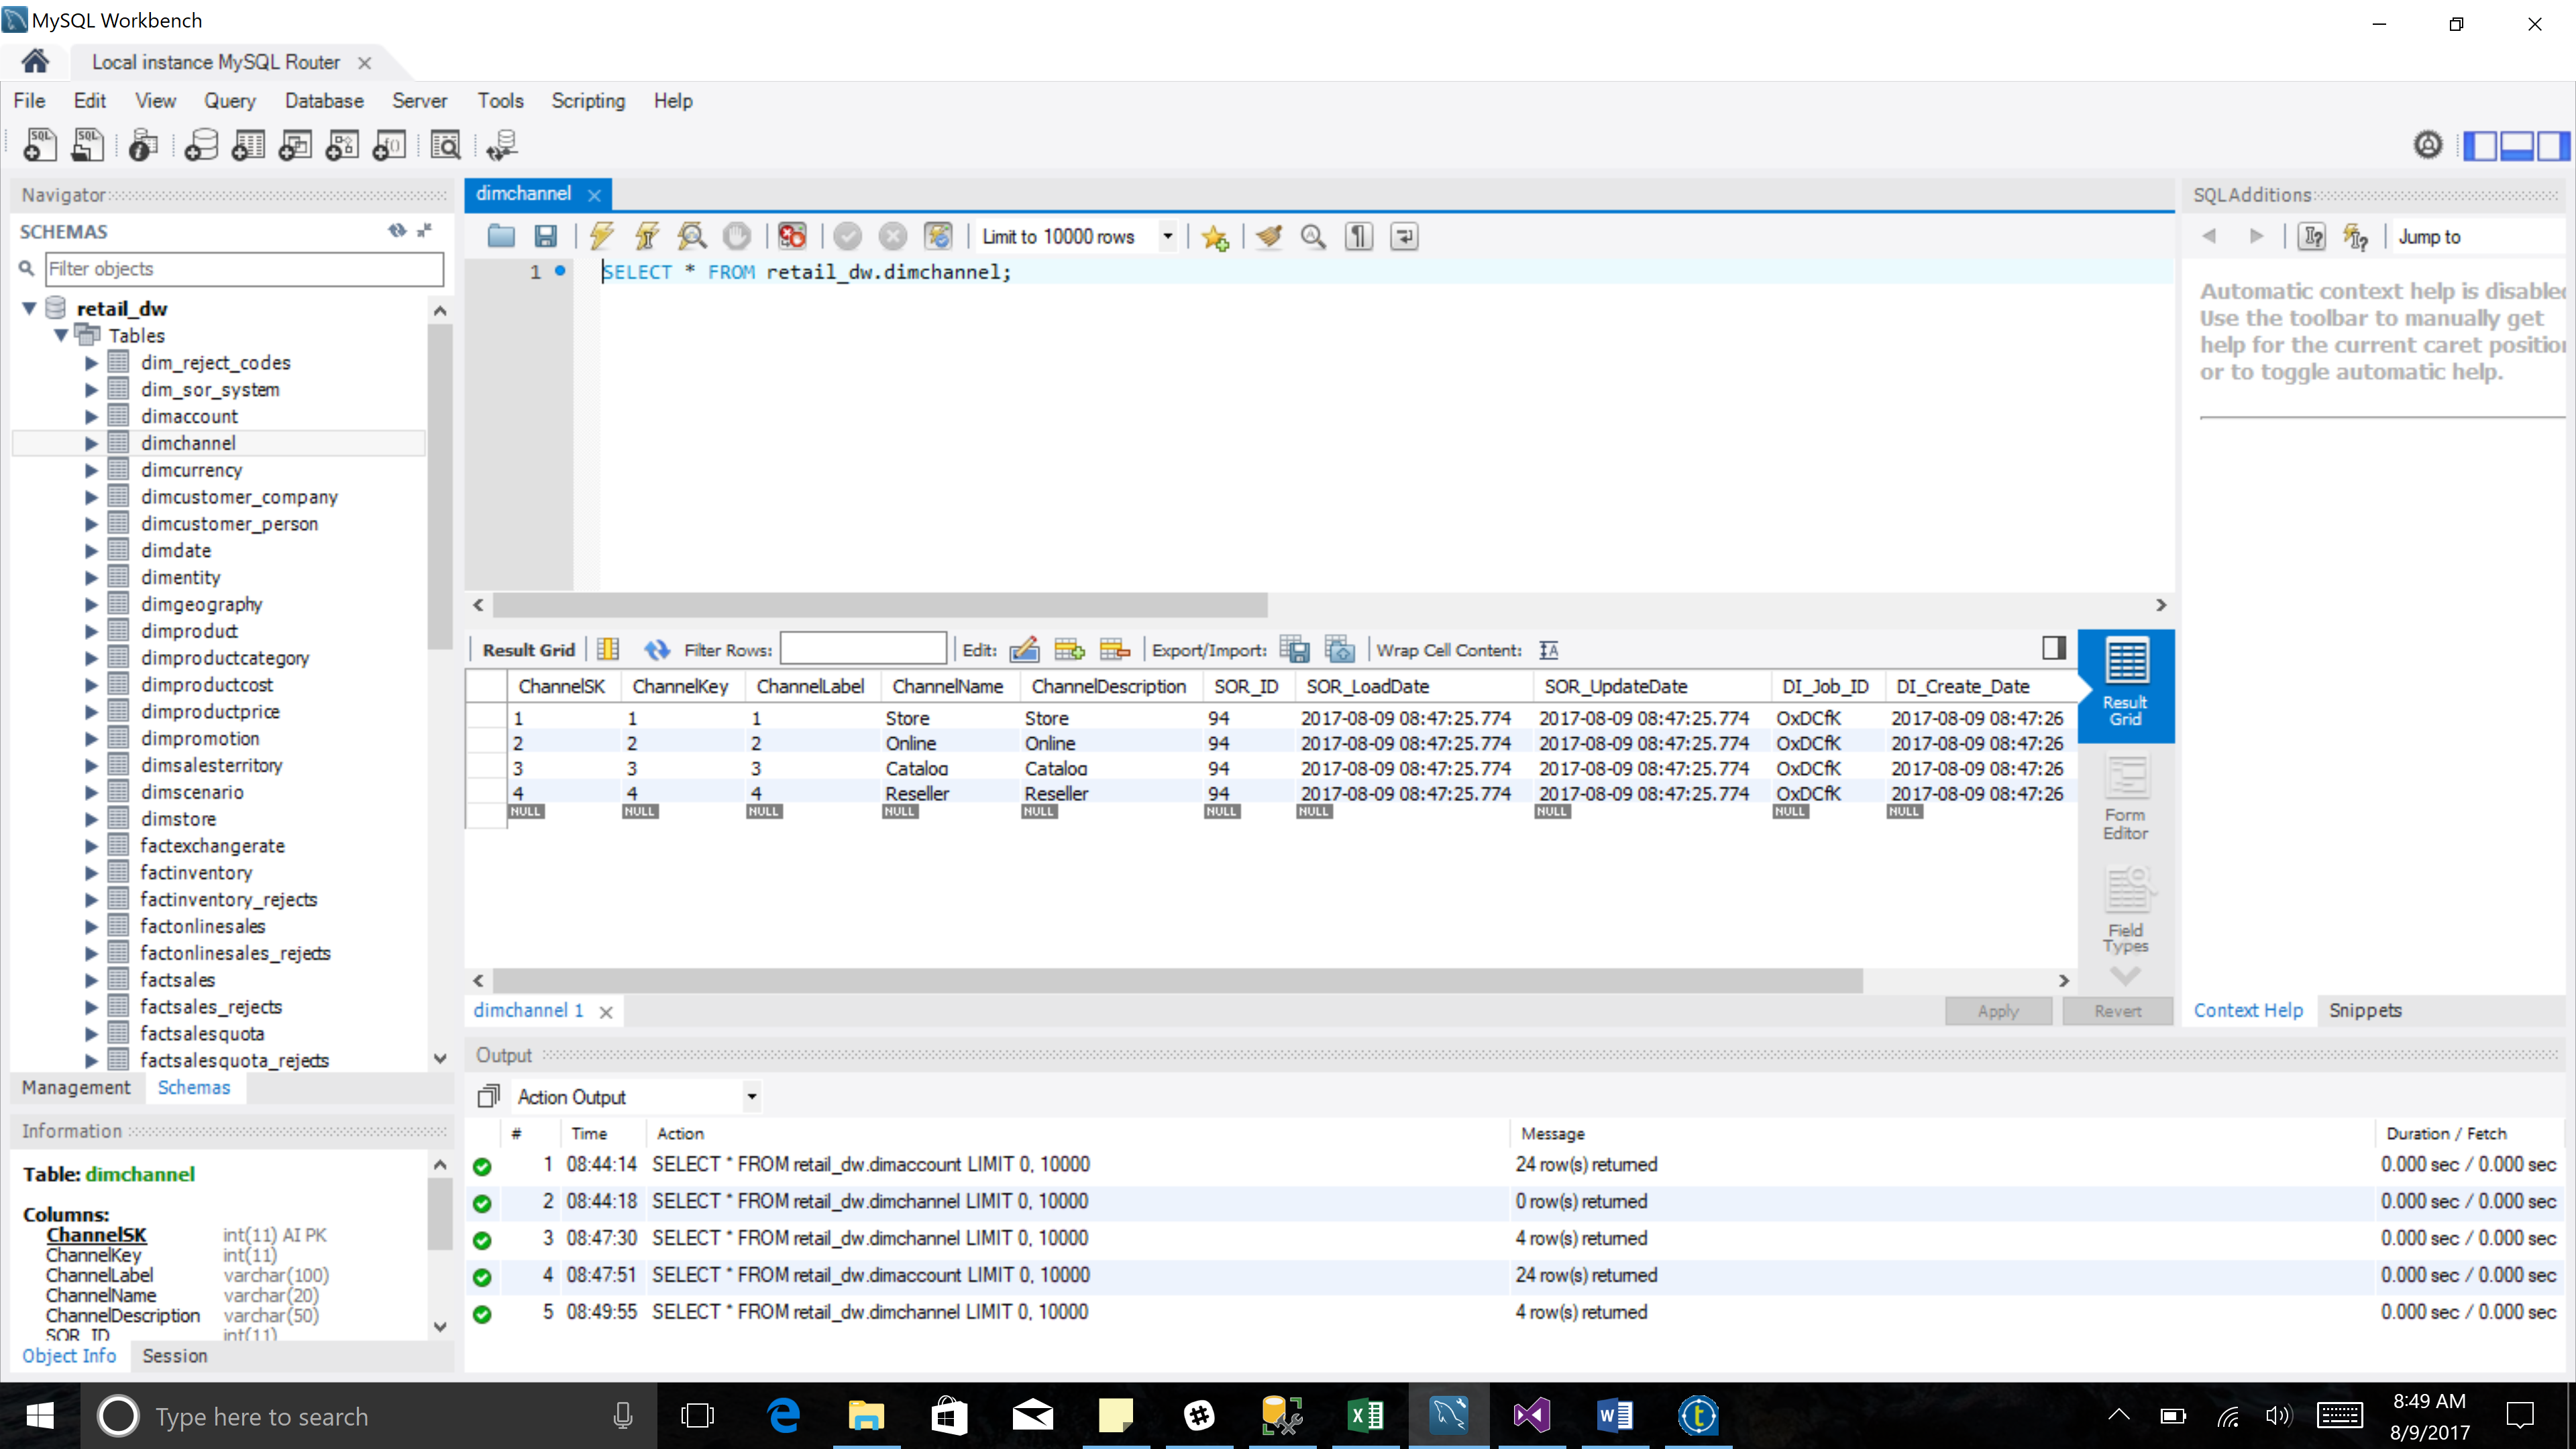 MySQL Workbench
Local instance MySQL Router
File Edit View Query Database Server Tools Scripting Help
Navigator
SCHEMAS
Filter objects
retail_dw
Tables
dim_reject_codes
dim_sor_system
dimaccount
dimchannel
dimcurrency
dimcustomer_company
dimcustomer_person
dimdate
dimentity
dimgeography
dimproduct
dimproductcategory
dimproductcost
dimproductprice
dimpromotion
dimsalesterritory
dimscenario
dimstore
factexchangerate
factinventory
factinventory_rejects
factonlinesales
factonlinesales_rejects
factsales
factsales_rejects
factsalesquota
factsalesquota_rejects
Management Schemas
Information
Table: dimchannel
Columns:
ChannelSK int(11) AI PK
ChannelKey int(11)
ChannelLabel varchar(100)
ChannelName varchar(20)
ChannelDescription varchar(50)
SOR_ID int(11)
Object Info Session
dimchannel
Limit to 10000 rows
1 SELECT * FROM retail_dw.dimchannel;
Result Grid Filter Rows: Edit: Export/Import: Wrap Cell Content:
ChannelSK ChannelKey ChannelLabel ChannelName ChannelDescription SOR_ID SOR_LoadDate SOR_UpdateDate DI_Job_ID DI_Create_Date
1 1 1 Store Store 94 2017-08-09 08:47:25.774 2017-08-09 08:47:25.774 OxDCfK 2017-08-09 08:47:26
2 2 2 Online Online 94 2017-08-09 08:47:25.774 2017-08-09 08:47:25.774 OxDCfK 2017-08-09 08:47:26
3 3 3 Catalog Catalog 94 2017-08-09 08:47:25.774 2017-08-09 08:47:25.774 OxDCfK 2017-08-09 08:47:26
4 4 4 Reseller Reseller 94 2017-08-09 08:47:25.774 2017-08-09 08:47:25.774 OxDCfK 2017-08-09 08:47:26
NULL NULL NULL NULL NULL NULL NULL NULL NULL NULL
Result
Grid
Form
Editor
Field
Types
dimchannel 1
Apply Revert
SQLAdditions
Jump to
Automatic context help is disabled
Use the toolbar to manually get
help for the current caret position
or to toggle automatic help.
Context Help Snippets
Output
Action Output
# Time Action Message Duration / Fetch
1 08:44:14 SELECT * FROM retail_dw.dimaccount LIMIT 0, 10000 24 row(s) returned 0.000 sec / 0.000 sec
2 08:44:18 SELECT * FROM retail_dw.dimchannel LIMIT 0, 10000 0 row(s) returned 0.000 sec / 0.000 sec
3 08:47:30 SELECT * FROM retail_dw.dimchannel LIMIT 0, 10000 4 row(s) returned 0.000 sec / 0.000 sec
4 08:47:51 SELECT * FROM retail_dw.dimaccount LIMIT 0, 10000 24 row(s) returned 0.000 sec / 0.000 sec
5 08:49:55 SELECT * FROM retail_dw.dimchannel LIMIT 0, 10000 4 row(s) returned 0.000 sec / 0.000 sec
Type here to search
8:49 AM
8/9/2017